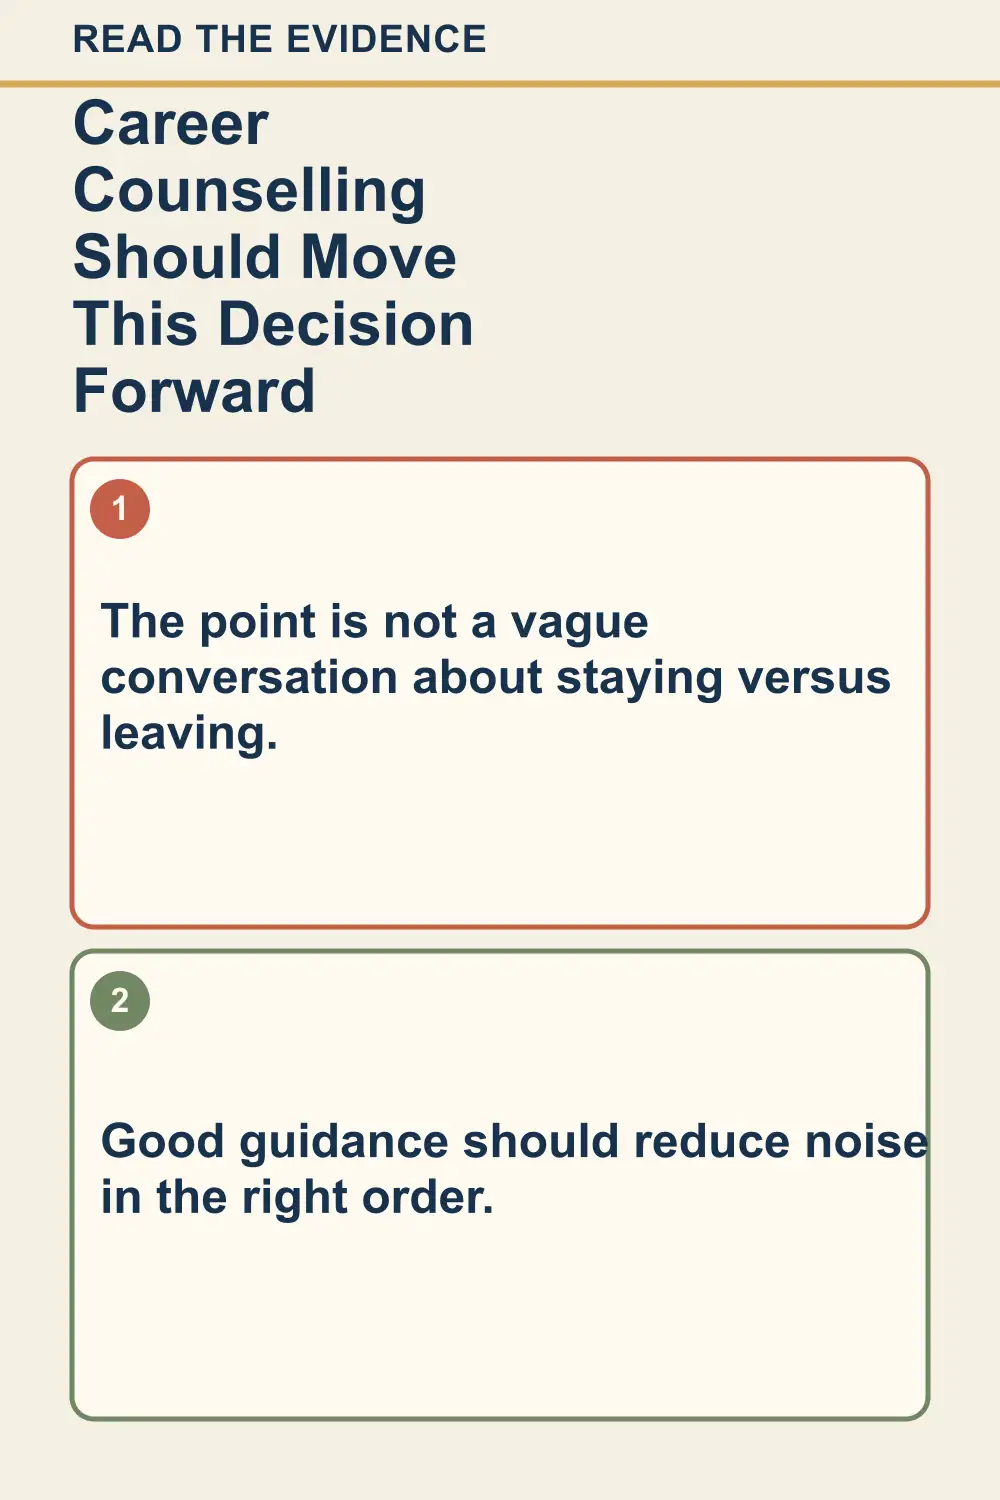 READ THE EVIDENCE
Career
Counselling
Should Move
This Decision
Forward
1
The point is not a vague
conversation about staying versus
leaving.
2
Good guidance should reduce noise
in the right order.